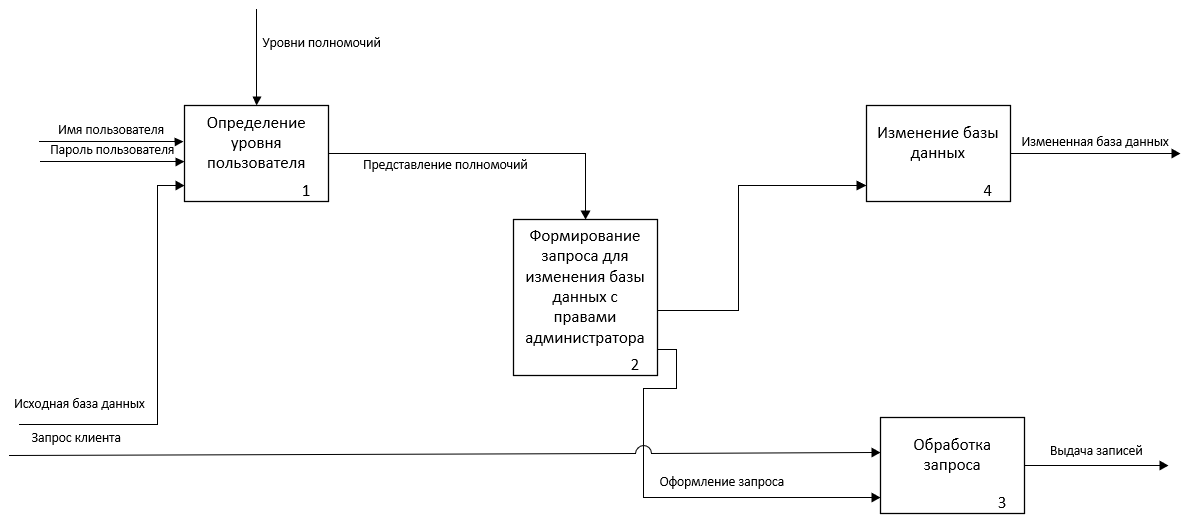 Уровни полномочий
Имя пользователя
Пароль пользователя
Определение
уровня
пользователя
1
Представление полномочий
Изменение базы
данных
4
Измененная база данных
Формирование
запроса для
изменения базы
данных с
правами
администратора
2
Исходная база данных
Запрос клиента
Оформление запроса
Обработка
запроса
3
Выдача записей